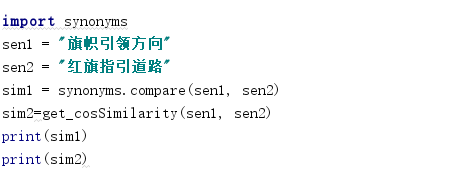 import synonyms
sen1 = "旗帜引领方向"
sen2 = "红旗指引道路"
sim1 = synonyms.compare(sen1, sen2)
sim2=get_cosSimilarity(sen1, sen2)
print(sim1)
print(sim2)